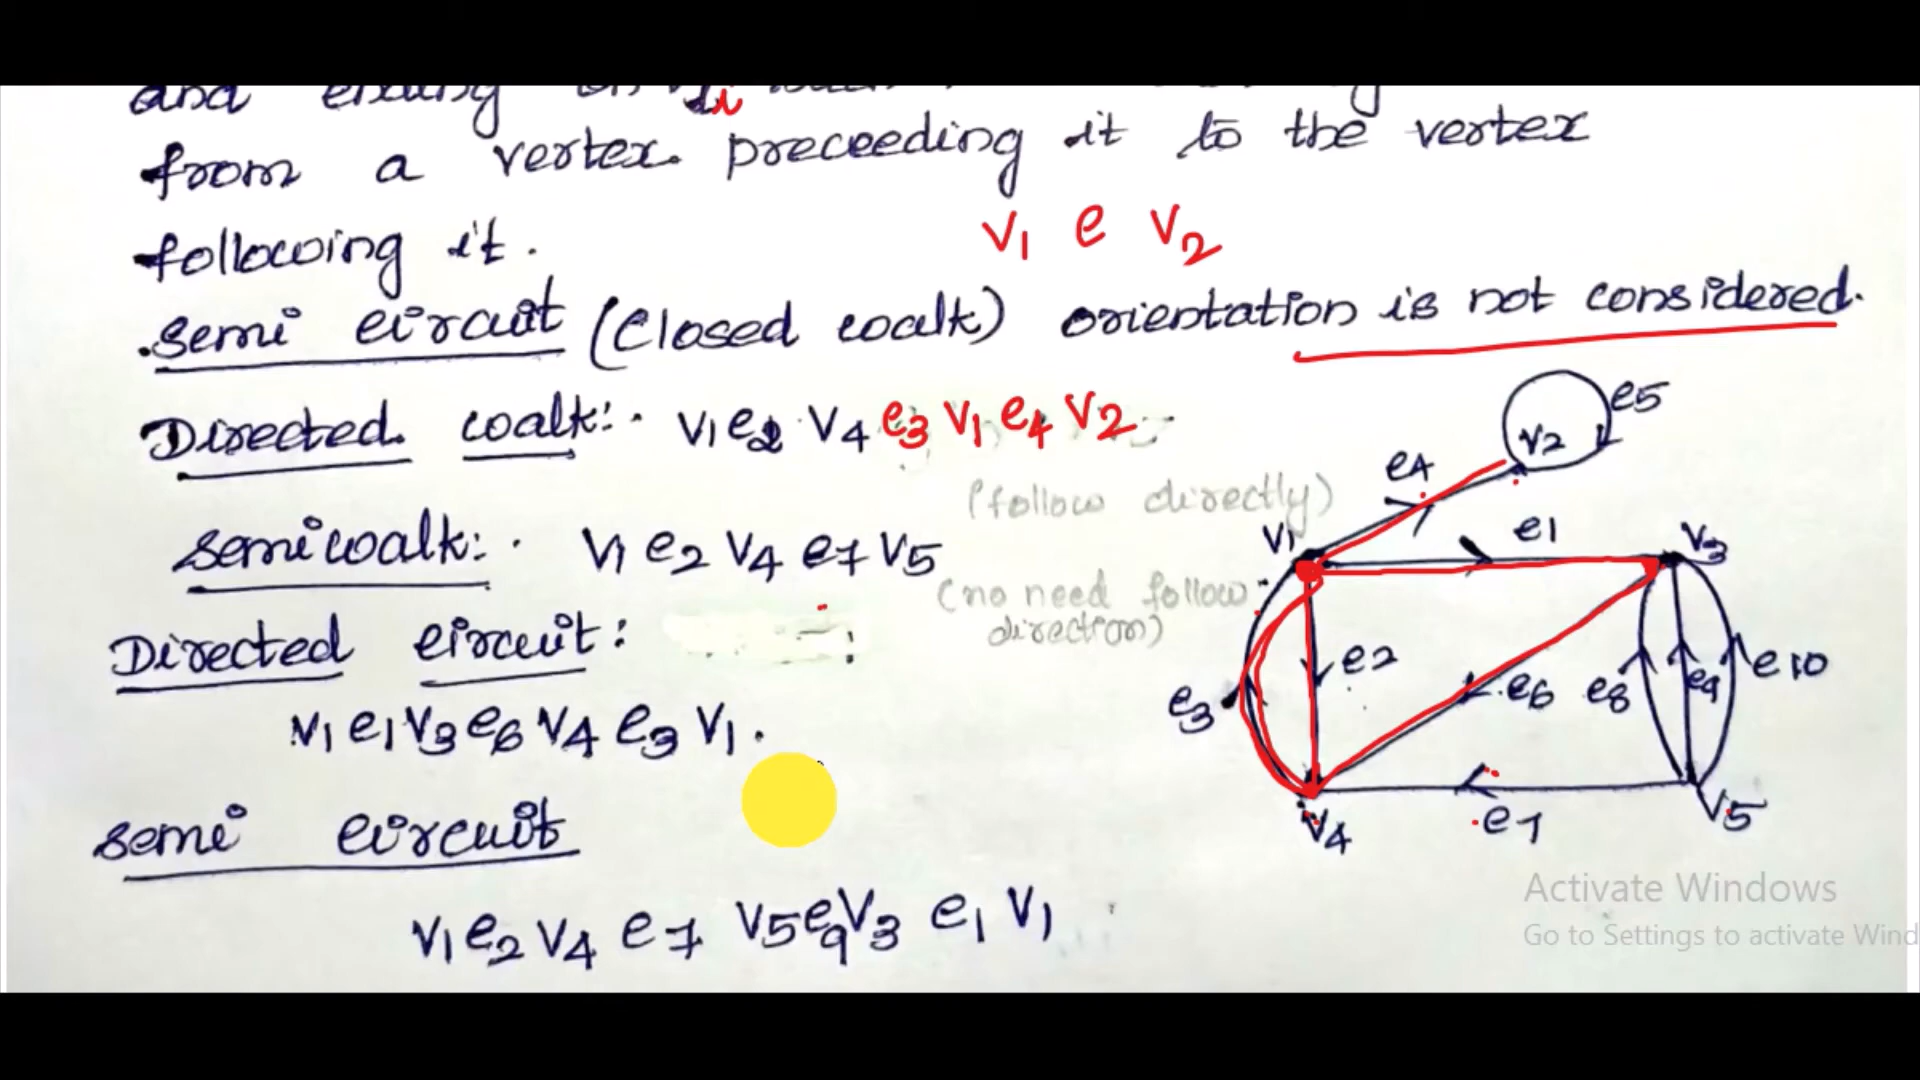 and ending on
from a vertex preceeding it to the vertex
following it.
v1 e v2
semi circuit (closed walk) orientation is not considered.
Directed walk:. v1 e2 v4 e3 v1 e4 v2
(follow directly)
semiwalk:. v1 e2 v4 e7 v5
(no need follow
direction)
Directed circuit:
v1 e1 v3 e6 v4 e3 v1.
semi circuit
v1 e2 v4 e7 v5 e9 v3 e1 v1
e5
v2
e4
v1
e1
v3
e2
e3
e6
e8
e9
e10
v4
e7
v5
Activate Windows
Go to Settings to activate Wind